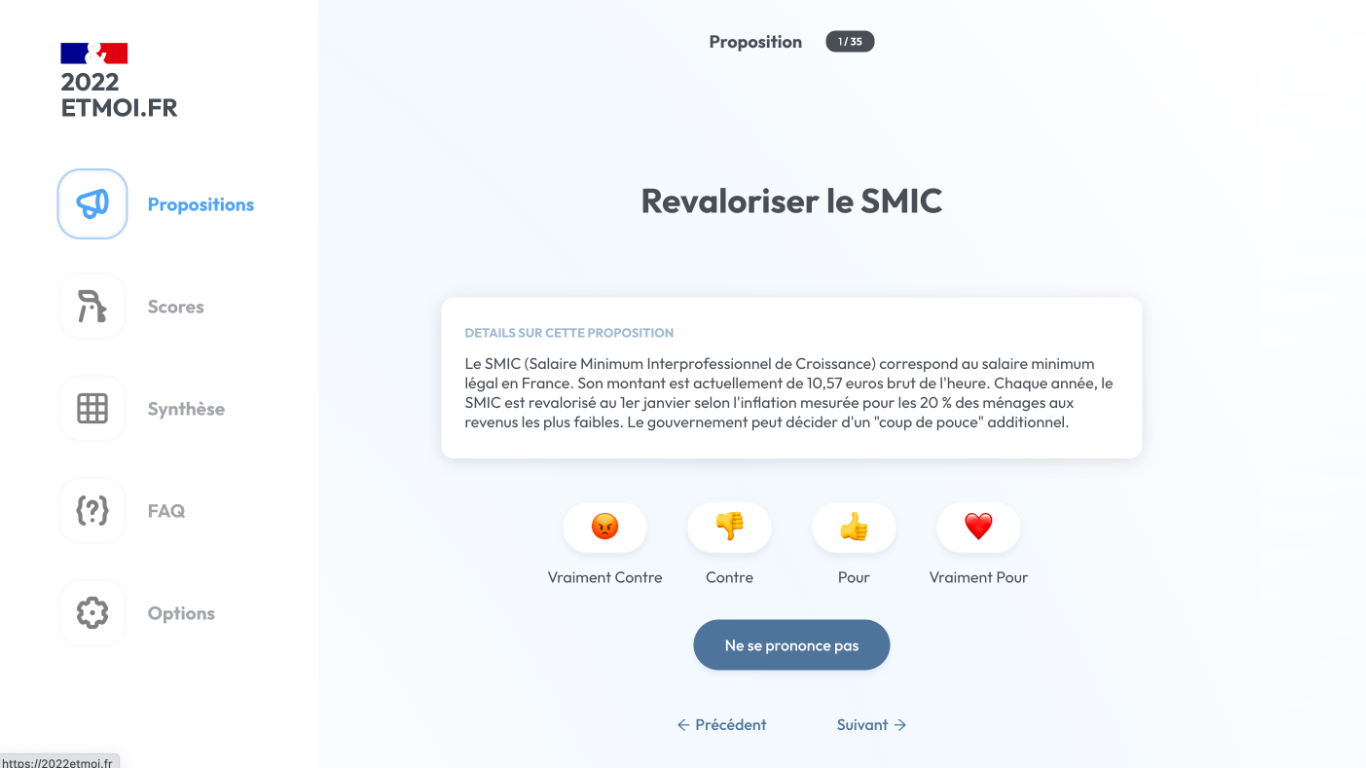 2022
ETMOI.FR
Propositions
Scores
Synthèse
FAQ
Options
Proposition 1 / 35
Revaloriser le SMIC
DETAILS SUR CETTE PROPOSITION
Le SMIC (Salaire Minimum Interprofessionnel de Croissance) correspond au salaire minimum
légal en France. Son montant est actuellement de 10,57 euros brut de l'heure. Chaque année, le
SMIC est revalorisé au 1er janvier selon l'inflation mesurée pour les 20 % des ménages aux
revenus les plus faibles. Le gouvernement peut décider d'un "coup de pouce" additionnel.
Vraiment Contre Contre Pour Vraiment Pour
Ne se prononce pas
← Précédent Suivant →
https://2022etmoi.fr